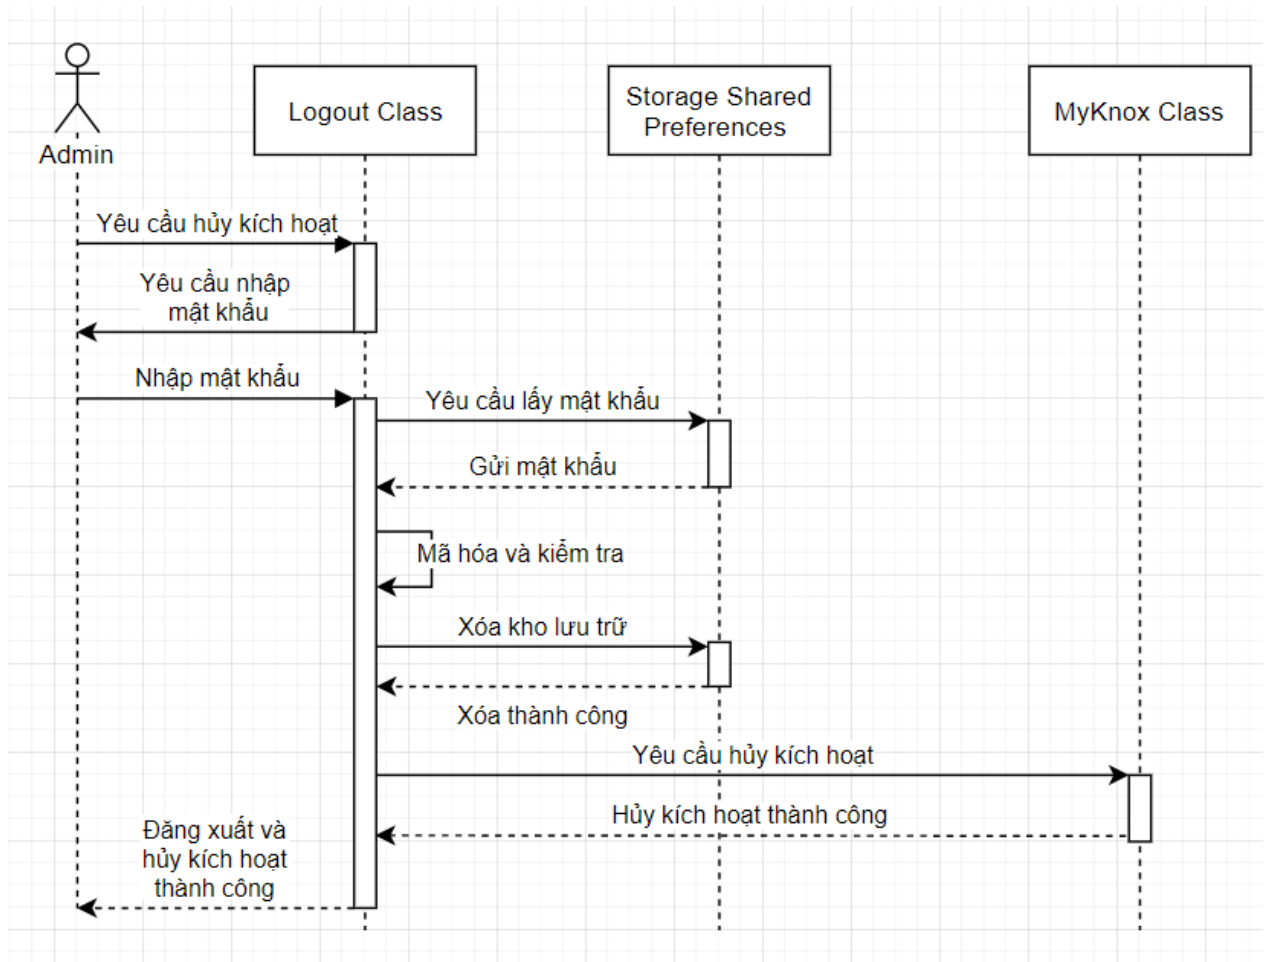 Admin
Logout Class
Storage Shared
Preferences
MyKnox Class
Yêu cầu hủy kích hoạt
Yêu cầu nhập
mật khẩu
Nhập mật khẩu
Yêu cầu lấy mật khẩu
Gửi mật khẩu
Mã hóa và kiểm tra
Xóa kho lưu trữ
Xóa thành công
Yêu cầu hủy kích hoạt
Hủy kích hoạt thành công
Đăng xuất và
hủy kích hoạt
thành công